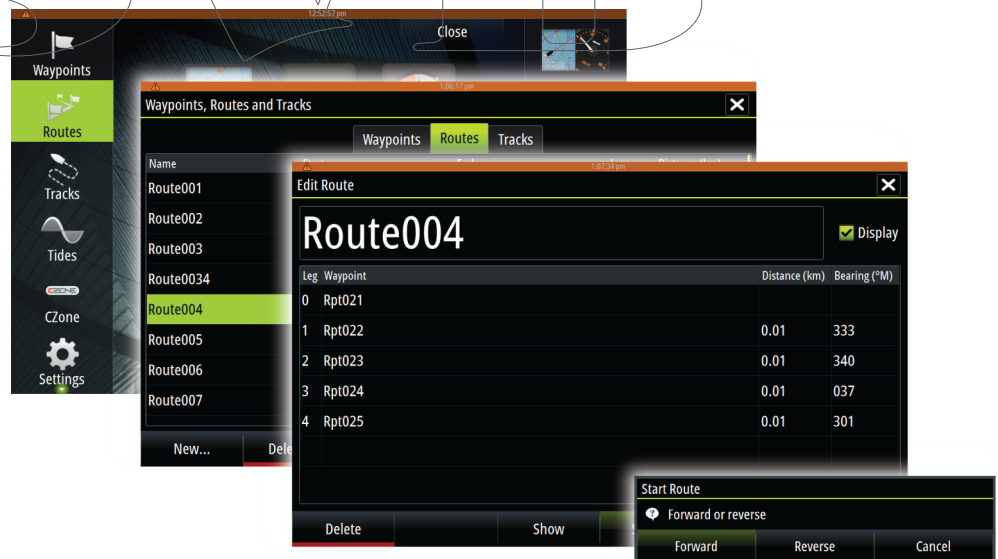 12:52:57 pm
Close
Waypoints
Routes
Tracks
Tides
CZONE
CZone
Settings
1:06:17 pm
Waypoints, Routes and Tracks
Waypoints Routes Tracks
Name
Route001
Route002
Route003
Route0034
Route004
Route005
Route006
Route007
New...
1:07:34 pm
Edit Route
Route004
Display
Leg Waypoint Distance (km) Bearing (°M)
0 Rpt021
1 Rpt022 0.01 333
2 Rpt023 0.01 340
3 Rpt024 0.01 037
4 Rpt025 0.01 301
Delete Show
Start Route
Forward or reverse
Forward Reverse Cancel